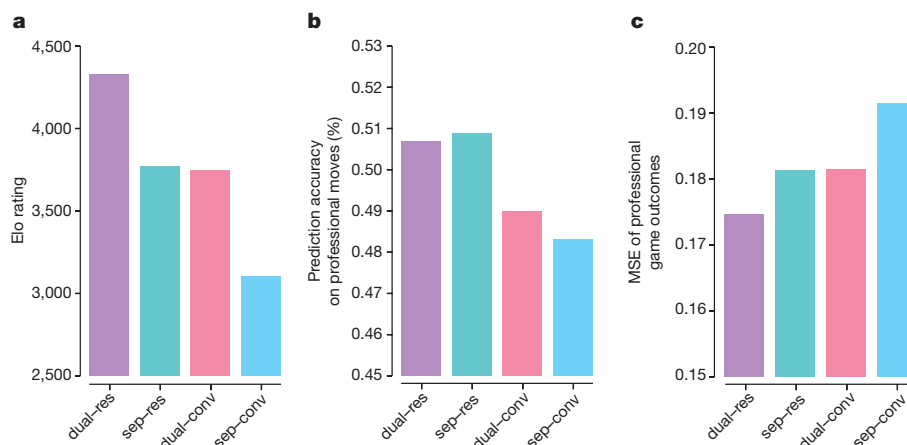 a
4,500
4,000
3,500
3,000
2,500
Elo rating
dual–res
sep–res
dual–conv
sep–conv
b
0.53
0.52
0.51
0.50
0.49
0.48
0.47
0.46
0.45
Prediction accuracy
on professional moves (%)
dual–res
sep–res
dual–conv
sep–conv
c
0.20
0.19
0.18
0.17
0.16
0.15
MSE of professional
game outcomes
dual–res
sep–res
dual–conv
sep–conv